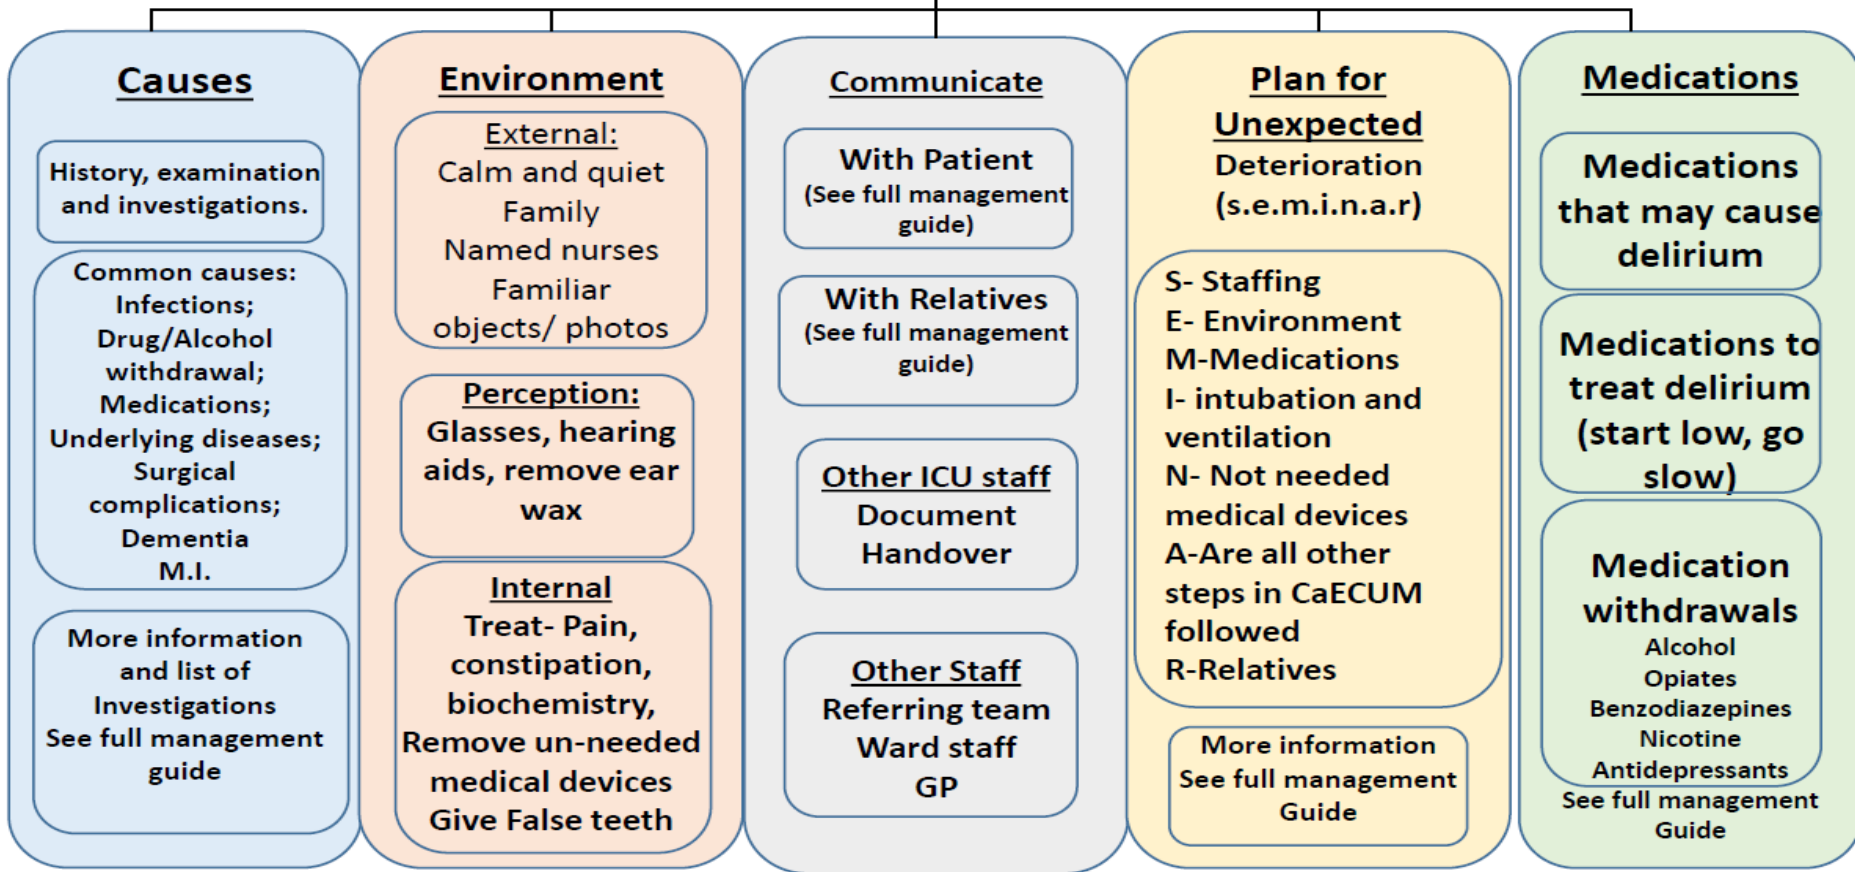 Causes
History, examination
and investigations.
Common causes:
Infections;
Drug/Alcohol
withdrawal;
Medications;
Underlying diseases;
Surgical
complications;
Dementia
M.I.
More information
and list of
Investigations
See full management
guide
Environment
External:
Calm and quiet
Family
Named nurses
Familiar
objects/ photos
Perception:
Glasses, hearing
aids, remove ear
wax
Internal
Treat- Pain,
constipation,
biochemistry,
Remove un-needed
medical devices
Give False teeth
Communicate
With Patient
(See full management
guide)
With Relatives
(See full management
guide)
Other ICU staff
Document
Handover
Other Staff
Referring team
Ward staff
GP
Plan for
Unexpected
Deterioration
(s.e.m.i.n.a.r)
S- Staffing
E- Environment
M-Medications
I- intubation and
ventilation
N- Not needed
medical devices
A-Are all other
steps in CaECUM
followed
R-Relatives
More information
See full management
Guide
Medications
Medications
that may cause
delirium
Medications to
treat delirium
(start low, go
slow)
Medication
withdrawals
Alcohol
Opiates
Benzodiazepines
Nicotine
Antidepressants
See full management
Guide